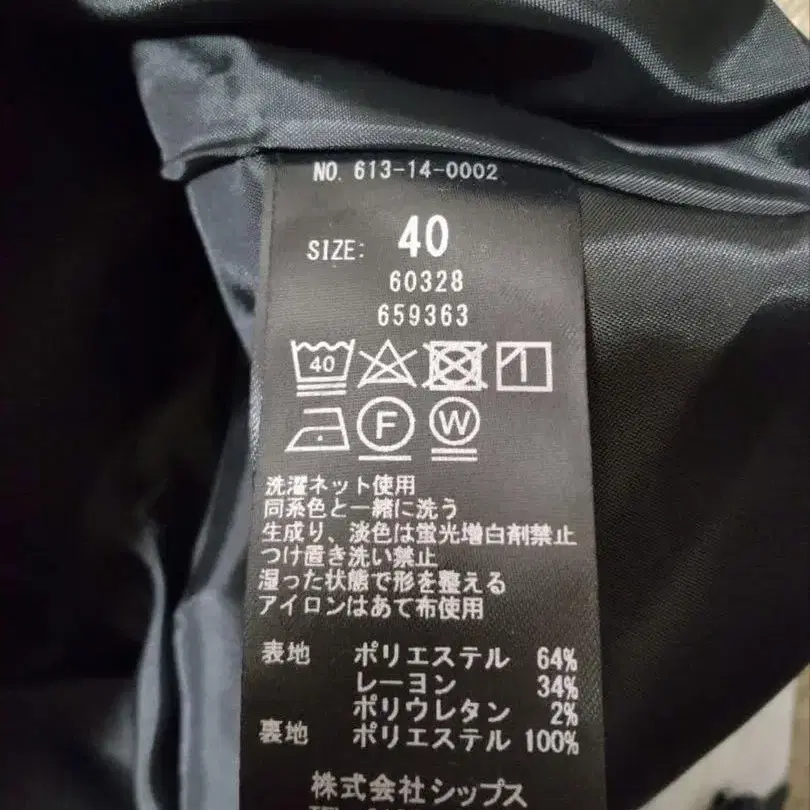 NO. 613-14-0002
SIZE: 40
60328
659363
40
F W
洗濯ネット使用
同系色と一緒に洗う
生成り、淡色は蛍光増白剤禁止
つけ置き洗い禁止
湿った状態で形を整える
アイロンはあて布使用
表地 ポリエステル 64%
レーヨン 34%
ポリウレタン 2%
裏地 ポリエステル 100%
株式会社シップス